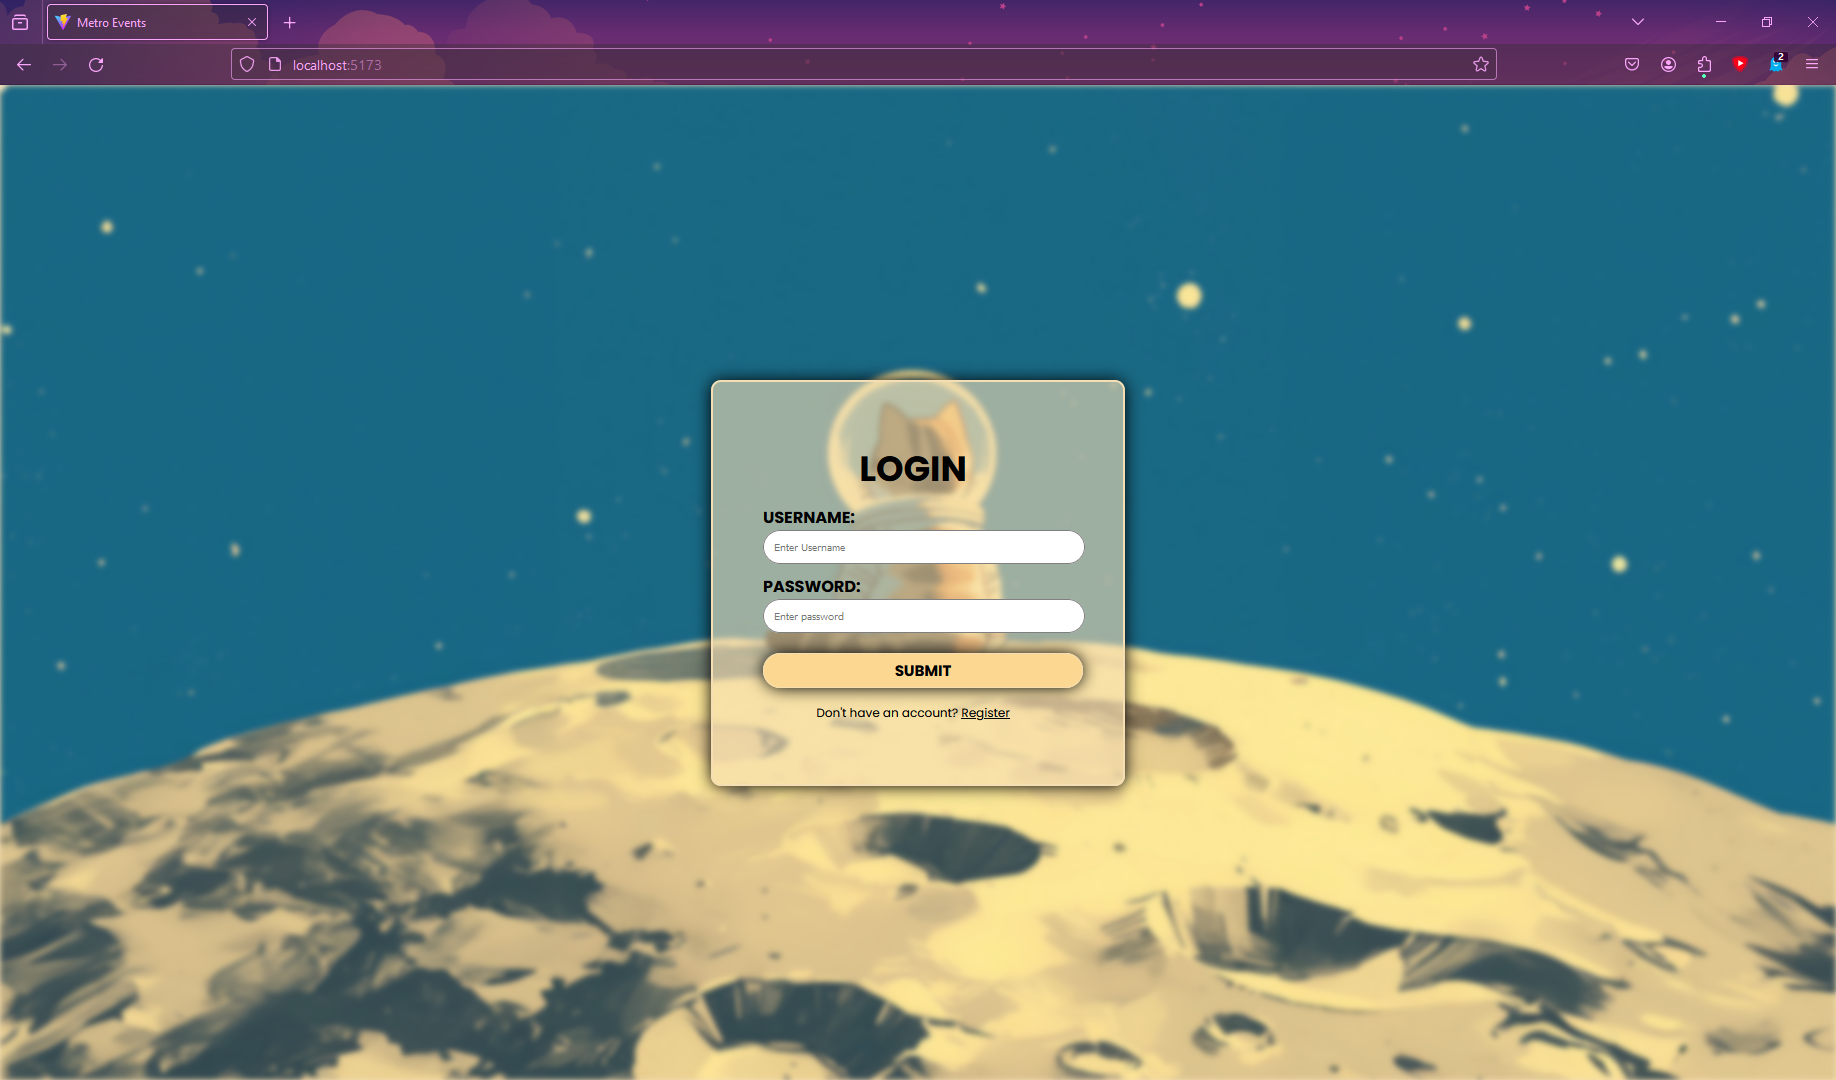 Metro Events
localhost:5173
2
LOGIN
USERNAME:
Enter Username
PASSWORD:
Enter password
SUBMIT
Don't have an account? Register